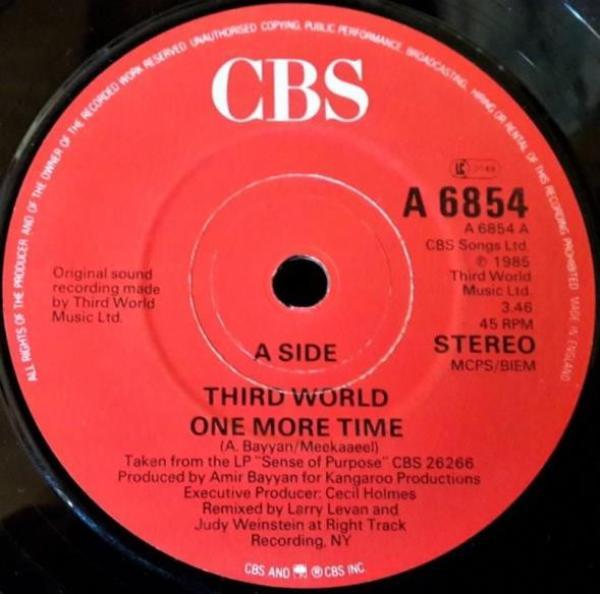 ALL RIGHTS OF THE PRODUCER AND OF THE OWNER OF THE RECORDED WORK RESERVED UNAUTHORISED COPYING, PUBLIC PERFORMANCE, BROADCASTING, HIRING OR RENTAL OF THIS RECORDING PROHIBITED MADE IN ENGLAND
CBS
LC
A 6854
A 6854 A
CBS Songs Ltd.
℗ 1985
Third World
Music Ltd.
3.46
45 RPM
STEREO
MCPS/BIEM
Original sound
recording made
by Third World
Music Ltd.
A SIDE
THIRD WORLD
ONE MORE TIME
(A. Bayyan/Meekaaeel)
Taken from the LP "Sense of Purpose" CBS 26266
Produced by Amir Bayyan for Kangaroo Productions
Executive Producer: Cecil Holmes
Remixed by Larry Levan and
Judy Weinstein at Right Track
Recording, NY
CBS AND ® CBS INC.